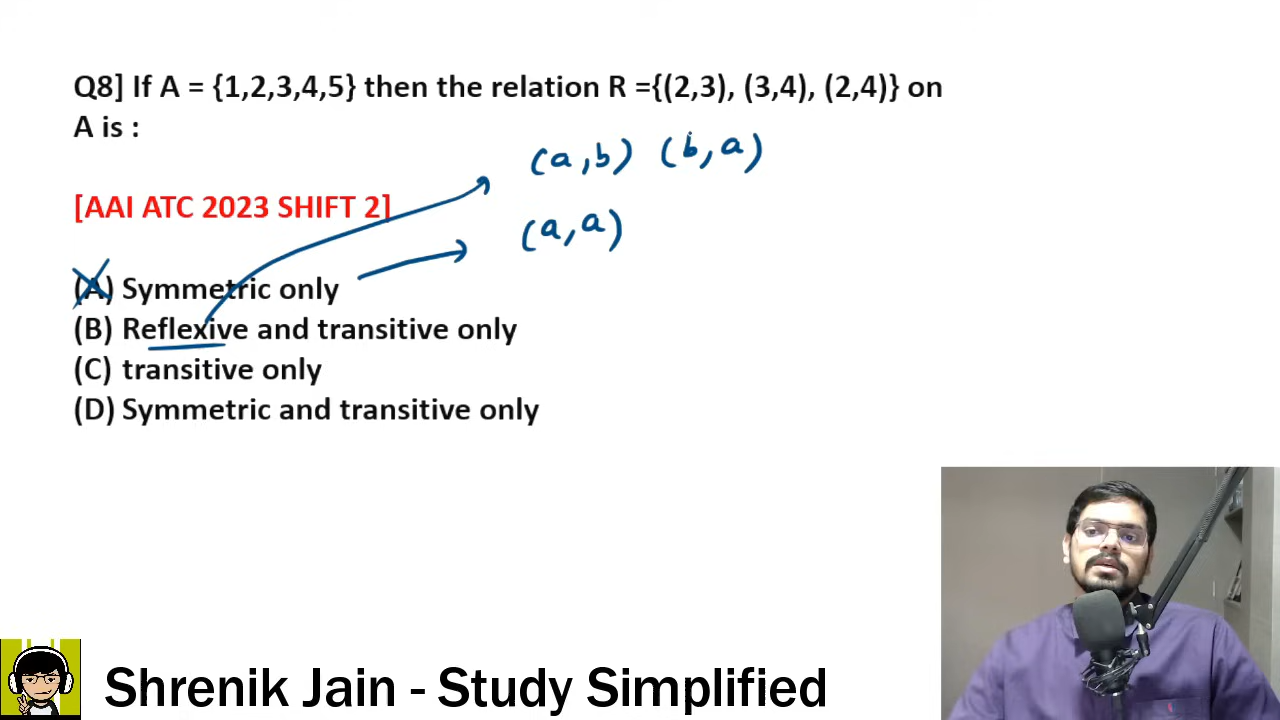 Q8] If A = {1,2,3,4,5} then the relation R ={(2,3), (3,4), (2,4)} on
A is :
(a,b) (b,a)
[AAI ATC 2023 SHIFT 2]
(a,a)
(A) Symmetric only
(B) Reflexive and transitive only
(C) transitive only
(D) Symmetric and transitive only
Shrenik Jain - Study Simplified